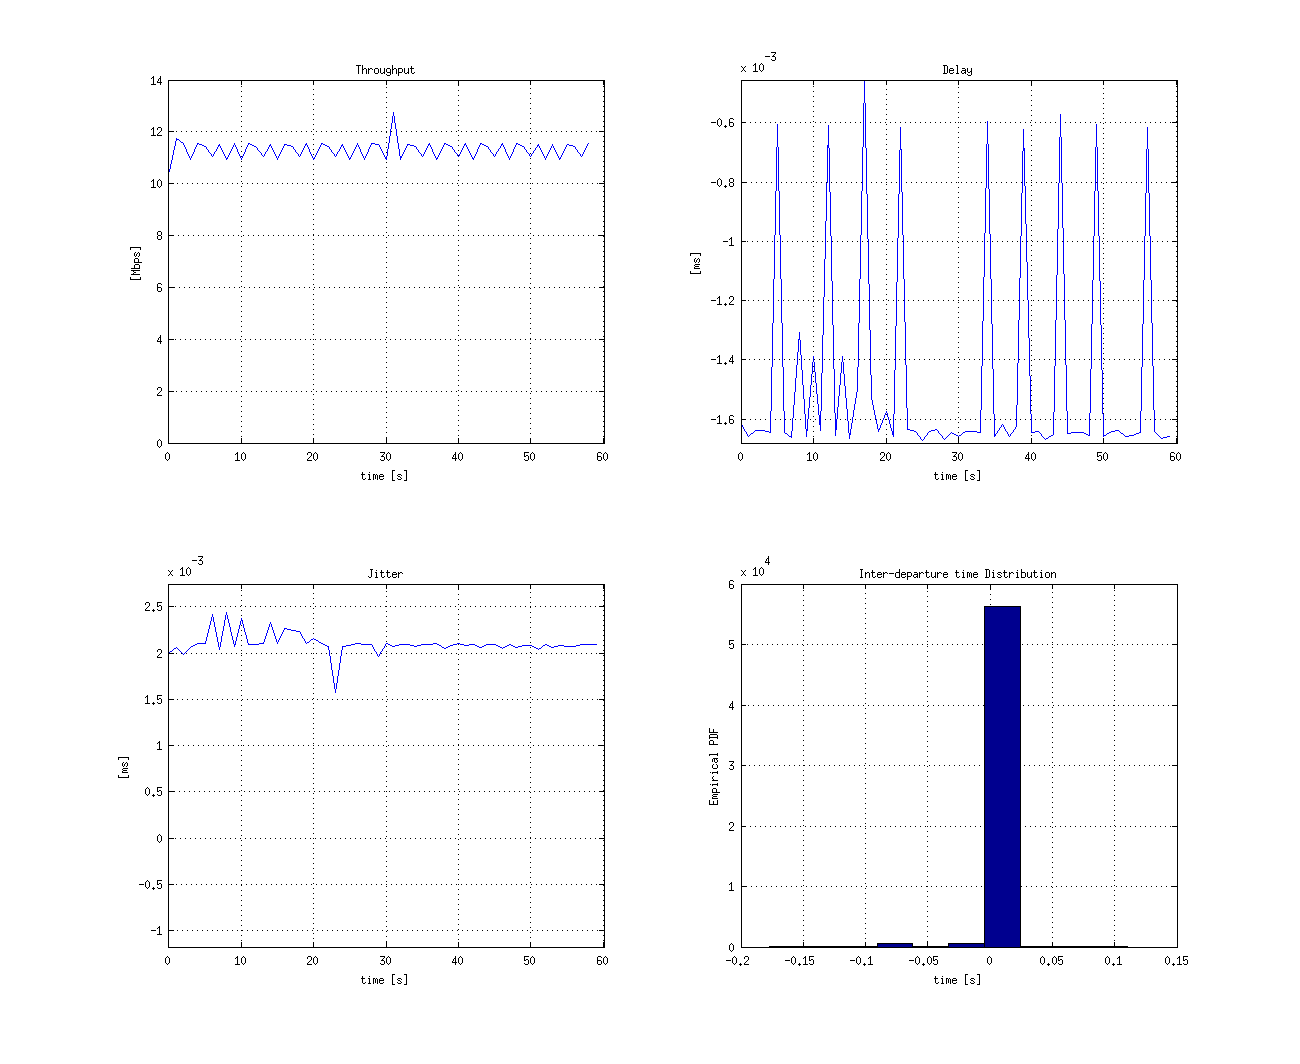 Throughput
14
12
10
8
6
4
2
0
[Mbps]
0 10 20 30 40 50 60
time [s]
x 10 -3
Delay
-0.6
-0.8
-1
-1.2
-1.4
-1.6
[ms]
0 10 20 30 40 50 60
time [s]
x 10 -3
Jitter
2.5
2
1.5
1
0.5
0
-0.5
-1
[ms]
0 10 20 30 40 50 60
time [s]
x 10 4
Inter-departure time Distribution
6
5
4
3
2
1
0
Empirical PDF
-0.2 -0.15 -0.1 -0.05 0 0.05 0.1 0.15
time [s]